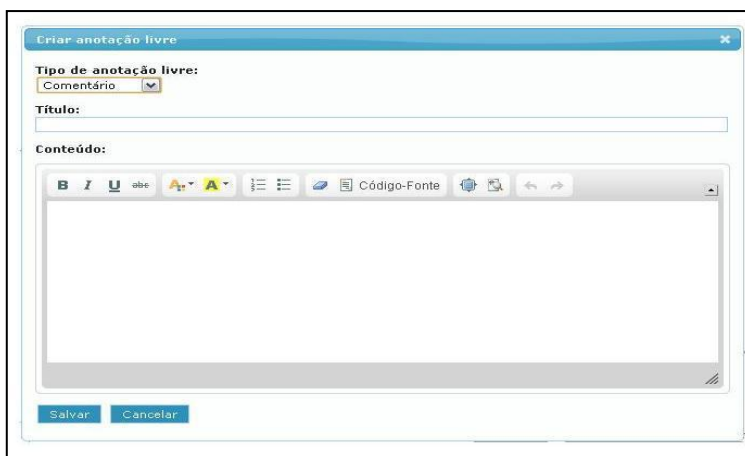 Criar anotação livre
Tipo de anotação livre:
Comentário
Título:
Conteúdo:
B I U abc A A Código-Fonte
Salvar Cancelar